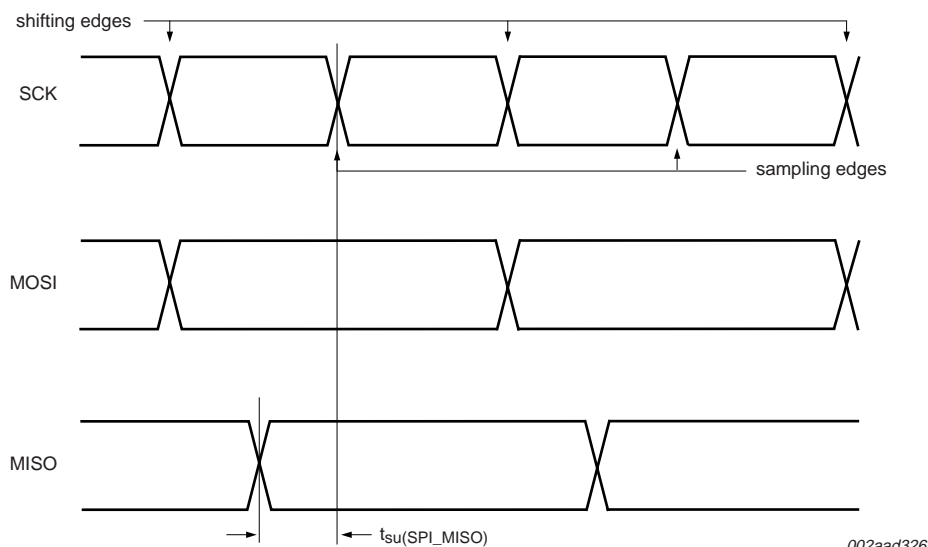 shifting edges
SCK
sampling edges
MOSI
MISO
tsu(SPI_MISO)
002aad326